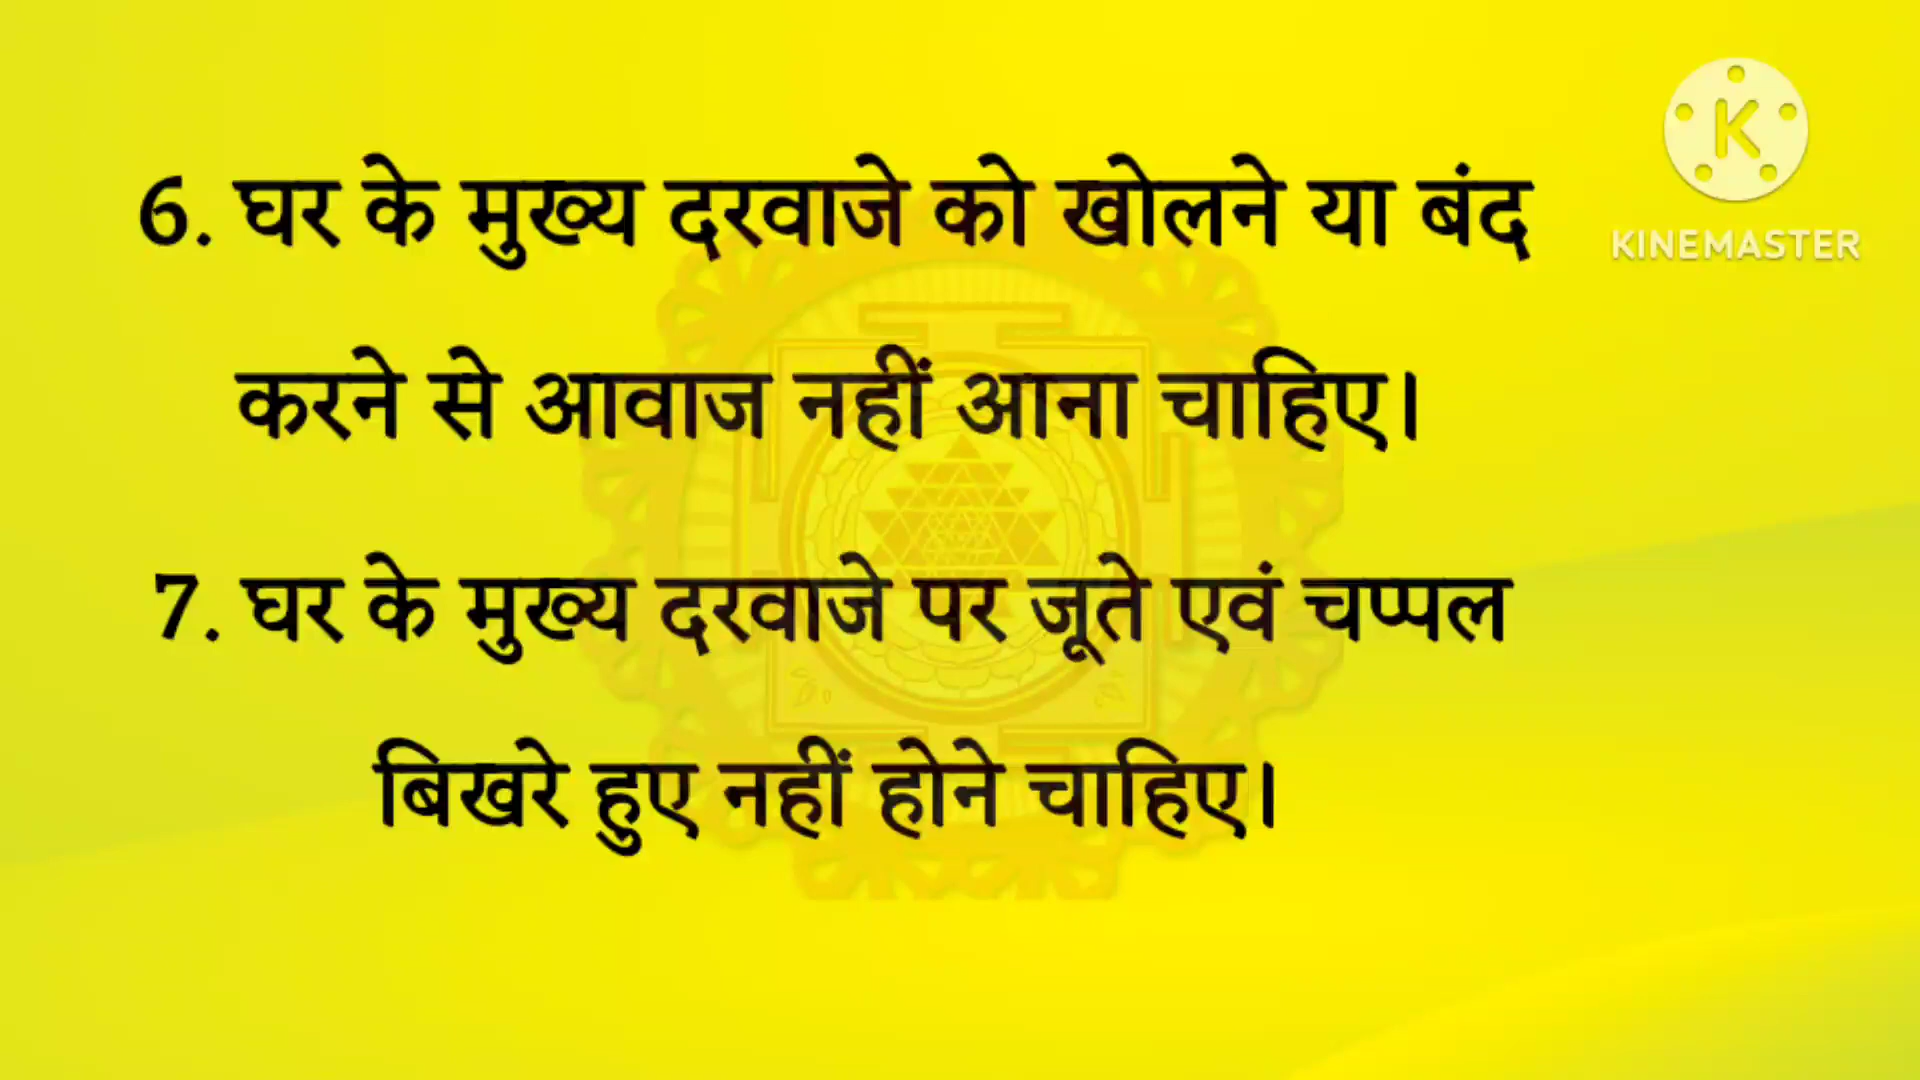 6. घर के मुख्य दरवाजे को खोलने या बंद
करने से आवाज नहीं आना चाहिए।
7. घर के मुख्य दरवाजे पर जूते एवं चप्पल
बिखरे हुए नहीं होने चाहिए।
K
KINEMASTER